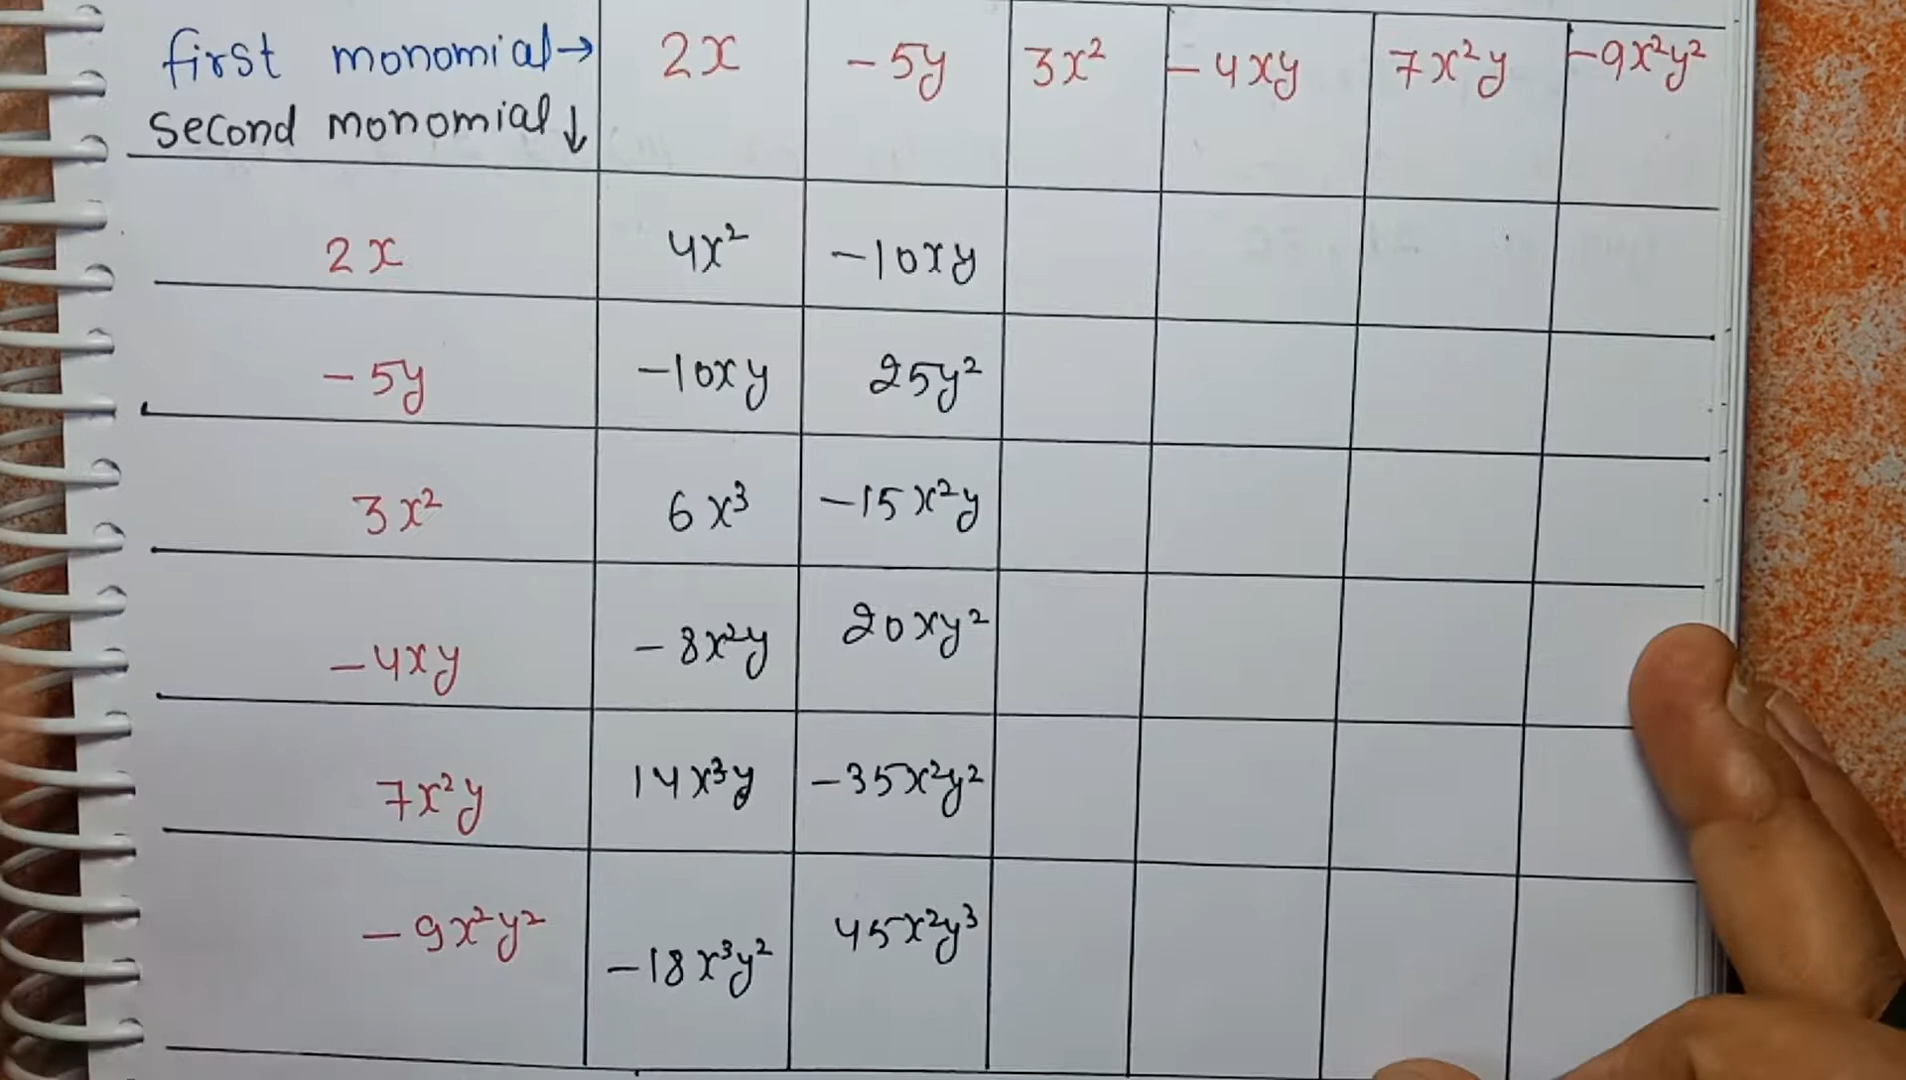 first monomial→ 2x -5y 3x² -4xy 7x²y -9x²y²
second monomial↓
2x 4x² -10xy
-5y -10xy 25y²
3x² 6x³ -15x²y
-4xy -8x²y 20xy²
7x²y 14x³y -35x²y²
-9x²y² -18x³y² 45x²y³